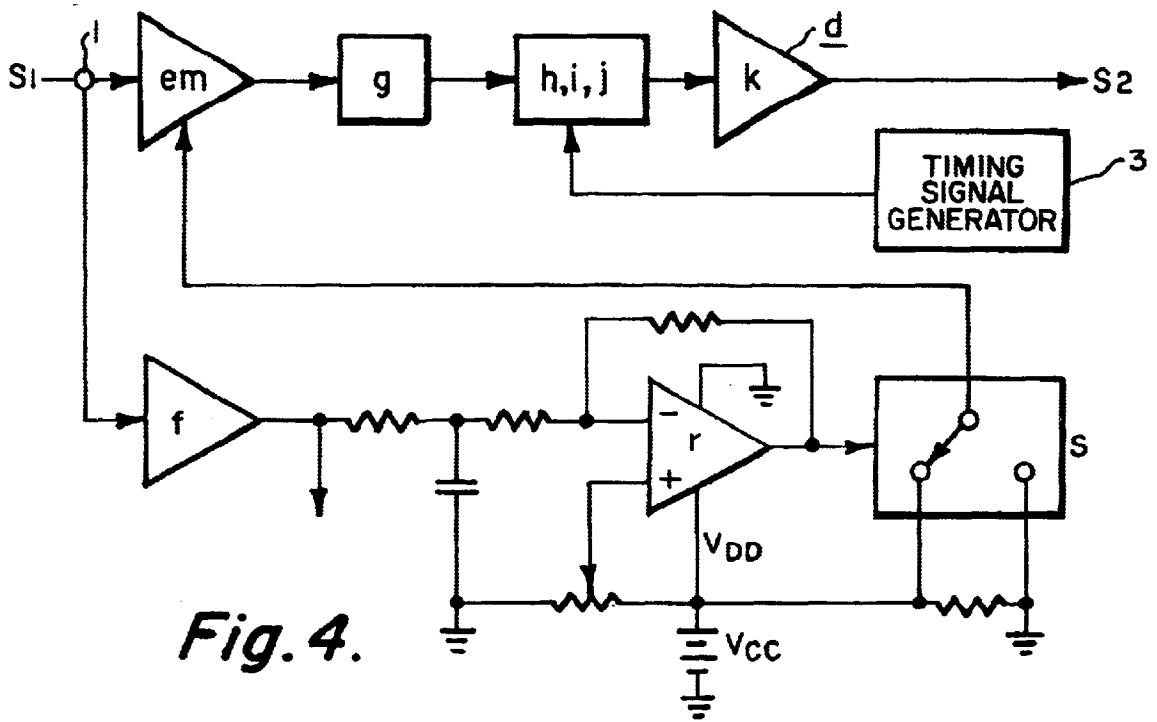 1
d
S1
em
g
h,i,j
k
S2
TIMING
SIGNAL
GENERATOR
3
f
−
r
+
S
VDD
VCC
Fig. 4.